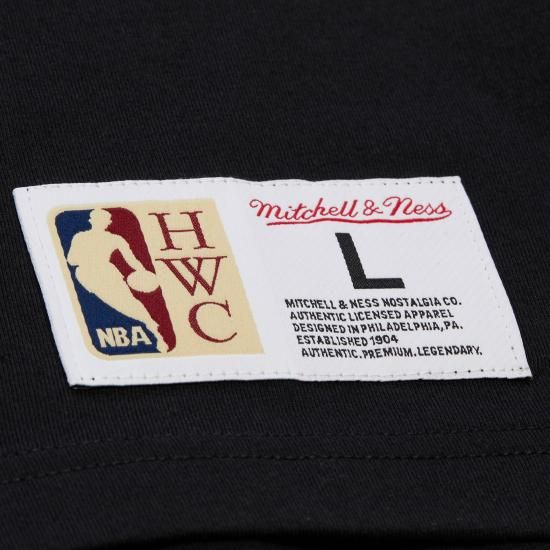 NBA
H
W
C
Mitchell & Ness
L
MITCHELL & NESS NOSTALGIA CO.
AUTHENTIC LICENSED APPAREL
DESIGNED IN PHILADELPHIA, PA.
ESTABLISHED 1904
AUTHENTIC. PREMIUM. LEGENDARY.